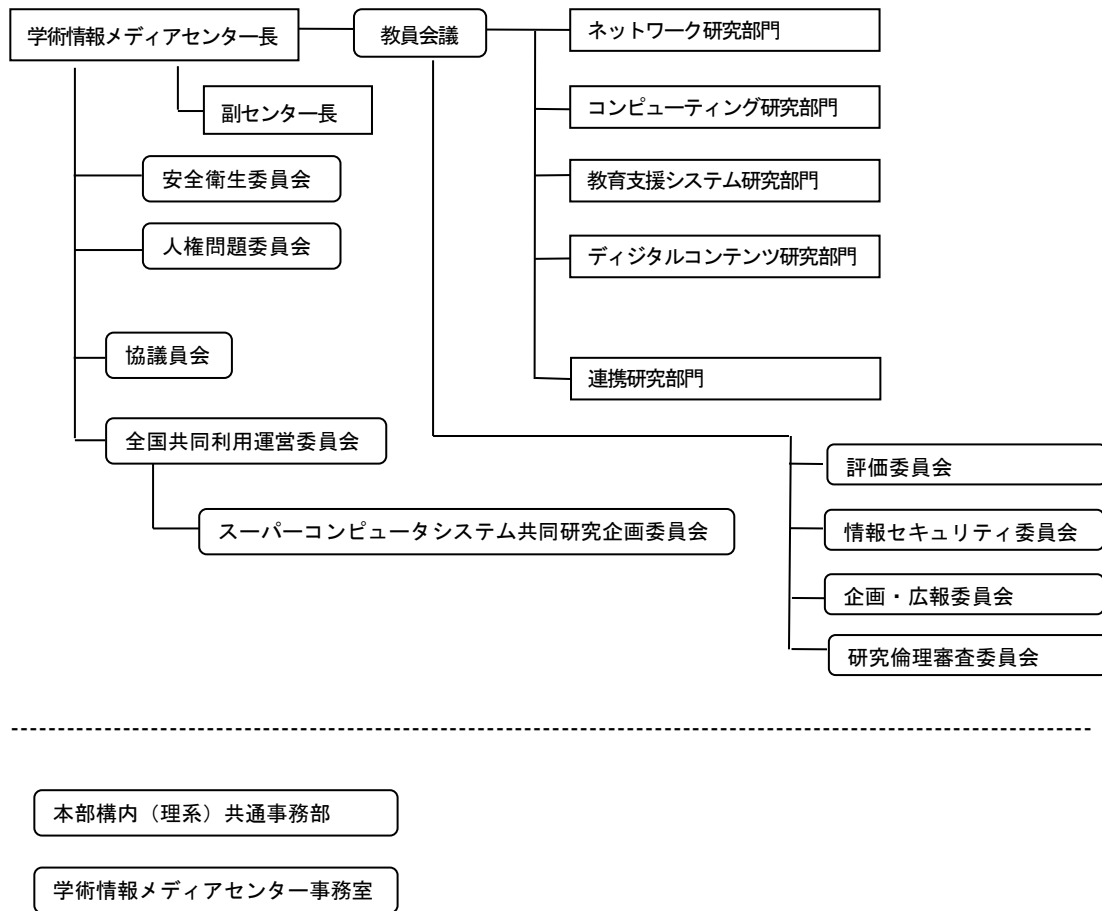 学術情報メディアセンター長
教員会議
ネットワーク研究部門
副センター長
コンピューティング研究部門
安全衛生委員会
教育支援システム研究部門
人権問題委員会
ディジタルコンテンツ研究部門
協議員会
連携研究部門
全国共同利用運営委員会
評価委員会
スーパーコンピュータシステム共同研究企画委員会
情報セキュリティ委員会
企画・広報委員会
研究倫理審査委員会
本部構内（理系）共通事務部
学術情報メディアセンター事務室